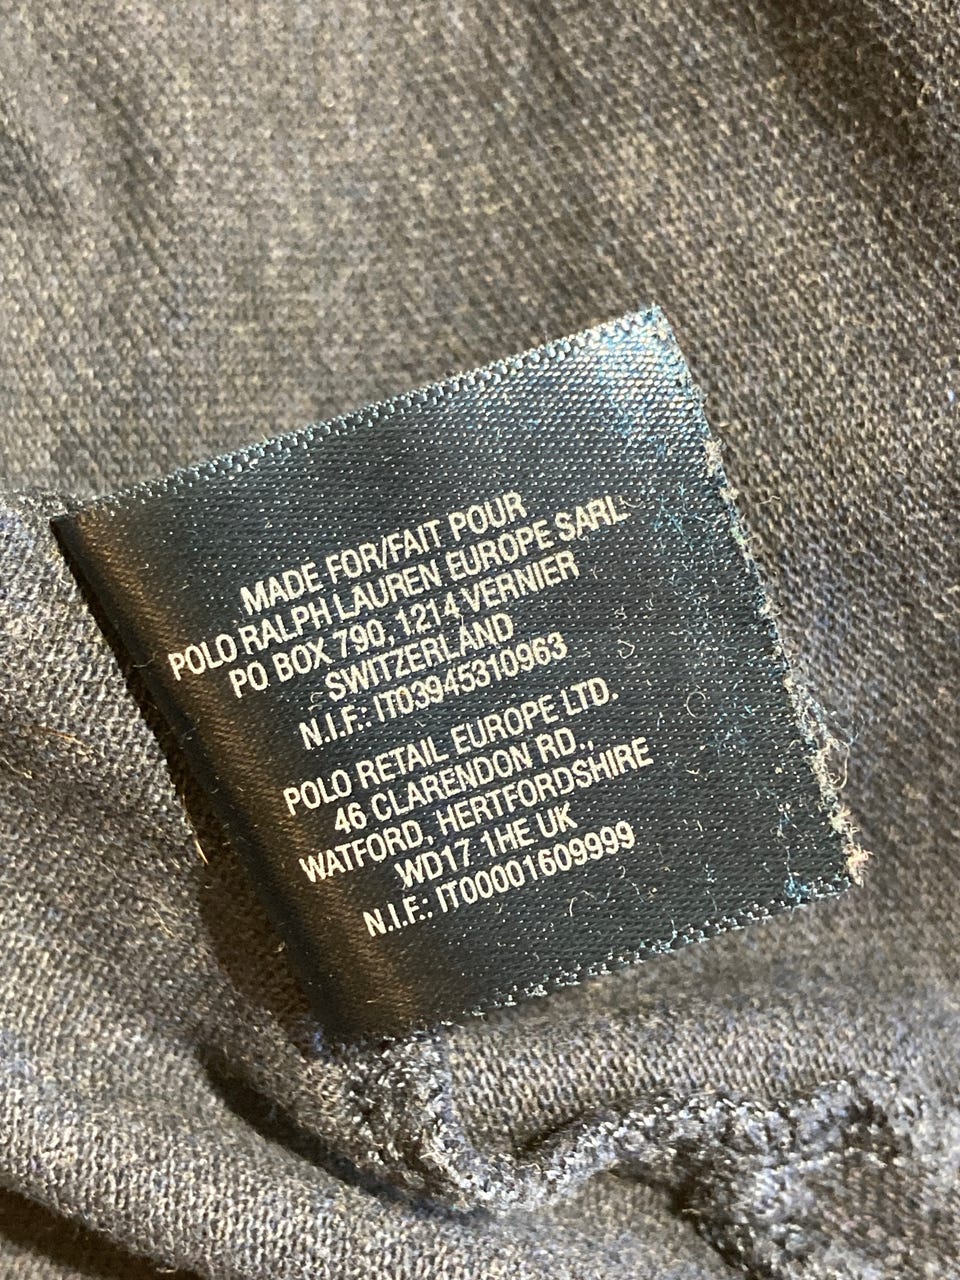 MADE FOR/FAIT POUR
POLO RALPH LAUREN EUROPE SARL
PO BOX 790, 1214 VERNIER
SWITZERLAND
N.I.F.: IT03945310963
POLO RETAIL EUROPE LTD.
46 CLARENDON RD.,
WATFORD, HERTFORDSHIRE
WD17 1HE UK
N.I.F.: IT00001609999